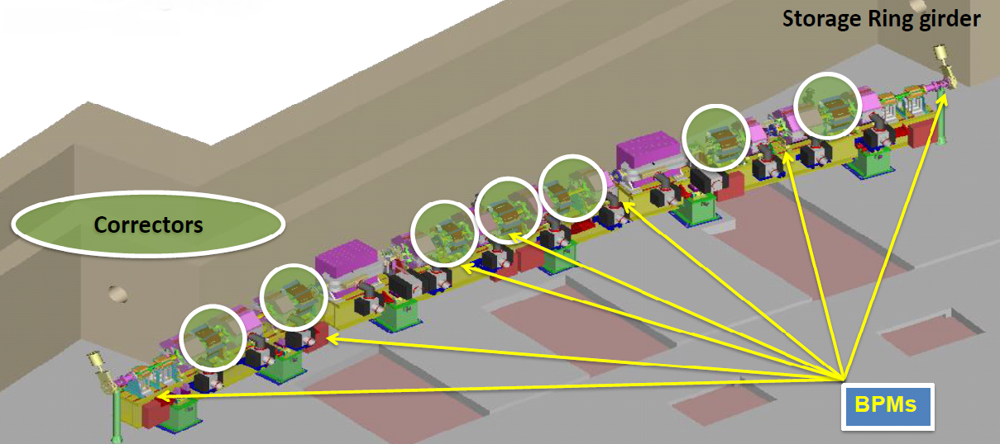 Storage Ring girder
Correctors
BPMs